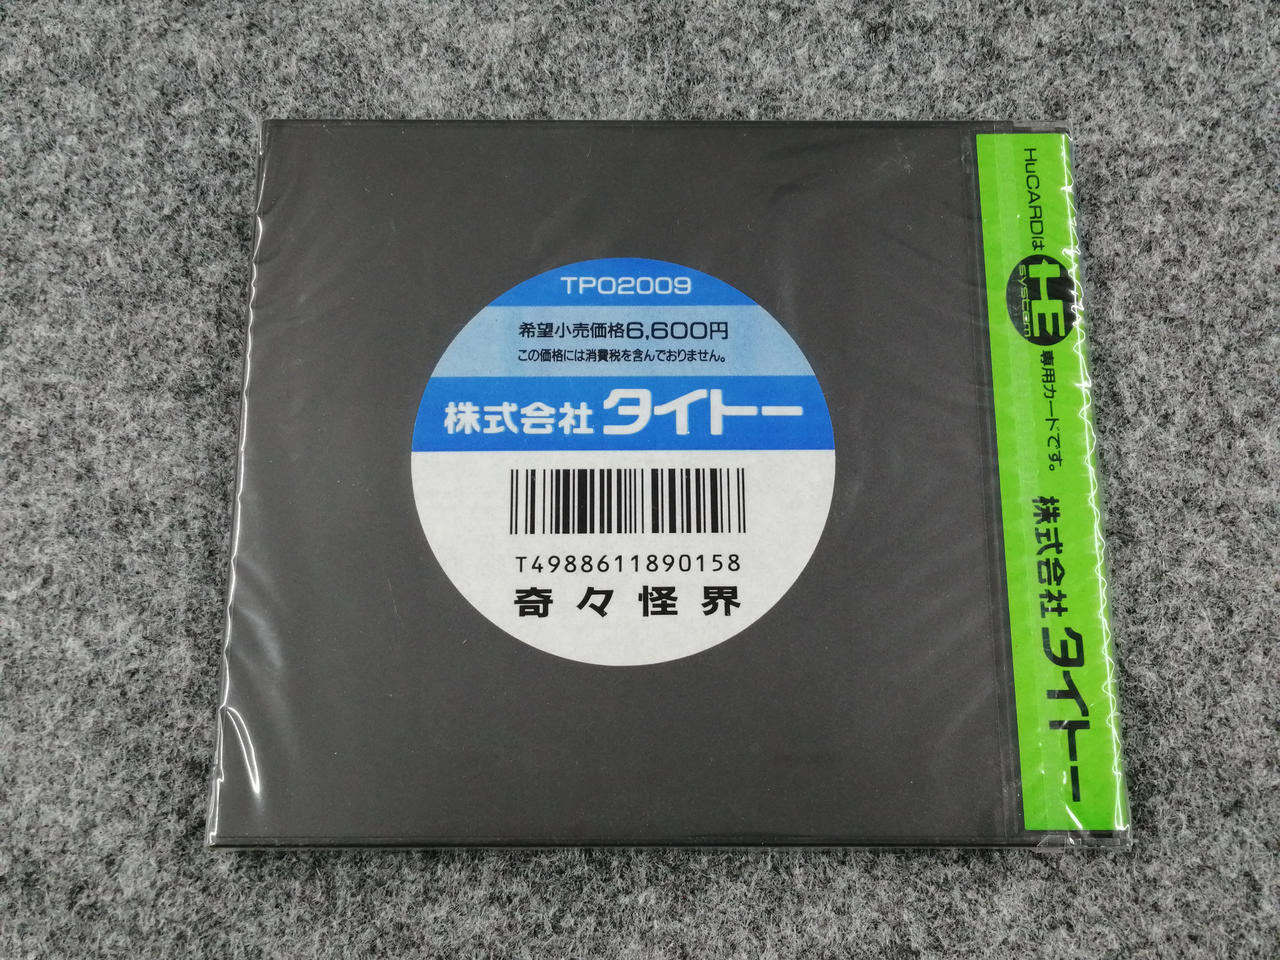 TP02009
希望小売価格6,600円
この価格には消費税を含んでおりません。
株式会社 タイトー
T4988611890158
奇々怪界
HuCARDは HE system 専用カードです。 株式会社 タイトー